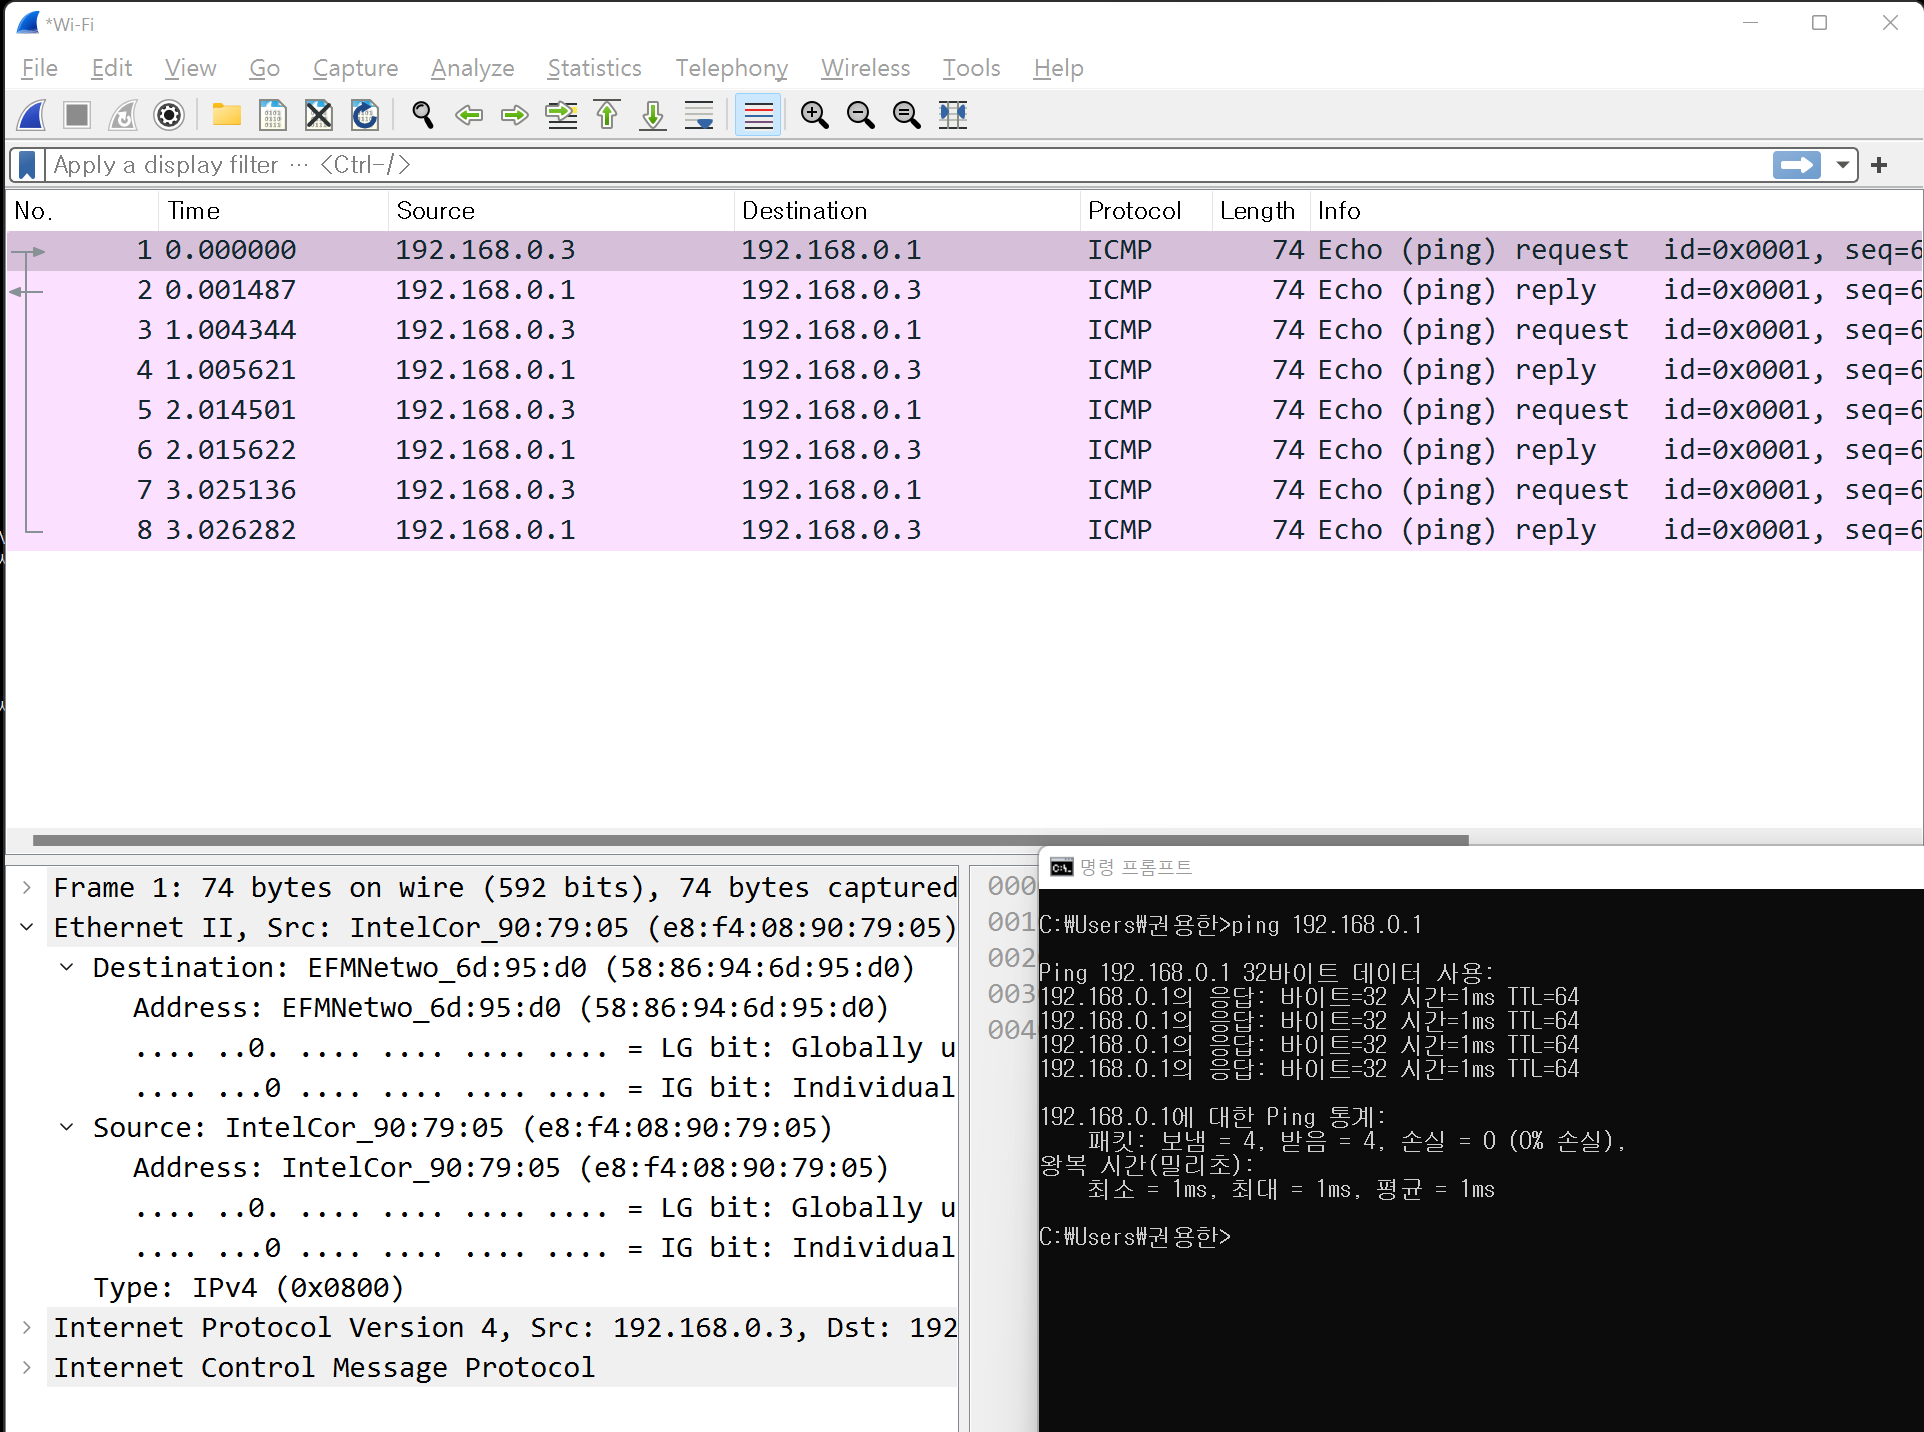 *Wi-Fi
File Edit View Go Capture Analyze Statistics Telephony Wireless Tools Help
Apply a display filter ··· <Ctrl-/>
No. Time Source Destination Protocol Length Info
1 0.000000 192.168.0.3 192.168.0.1 ICMP 74 Echo (ping) request id=0x0001, seq=6
2 0.001487 192.168.0.1 192.168.0.3 ICMP 74 Echo (ping) reply id=0x0001, seq=6
3 1.004344 192.168.0.3 192.168.0.1 ICMP 74 Echo (ping) request id=0x0001, seq=6
4 1.005621 192.168.0.1 192.168.0.3 ICMP 74 Echo (ping) reply id=0x0001, seq=6
5 2.014501 192.168.0.3 192.168.0.1 ICMP 74 Echo (ping) request id=0x0001, seq=6
6 2.015622 192.168.0.1 192.168.0.3 ICMP 74 Echo (ping) reply id=0x0001, seq=6
7 3.025136 192.168.0.3 192.168.0.1 ICMP 74 Echo (ping) request id=0x0001, seq=6
8 3.026282 192.168.0.1 192.168.0.3 ICMP 74 Echo (ping) reply id=0x0001, seq=6
Frame 1: 74 bytes on wire (592 bits), 74 bytes captured
Ethernet II, Src: IntelCor_90:79:05 (e8:f4:08:90:79:05)
Destination: EFMNetwo_6d:95:d0 (58:86:94:6d:95:d0)
Address: EFMNetwo_6d:95:d0 (58:86:94:6d:95:d0)
.... ..0. .... .... .... .... = LG bit: Globally u
.... ...0 .... .... .... .... = IG bit: Individual
Source: IntelCor_90:79:05 (e8:f4:08:90:79:05)
Address: IntelCor_90:79:05 (e8:f4:08:90:79:05)
.... ..0. .... .... .... .... = LG bit: Globally u
.... ...0 .... .... .... .... = IG bit: Individual
Type: IPv4 (0x0800)
Internet Protocol Version 4, Src: 192.168.0.3, Dst: 192
Internet Control Message Protocol
000
001
002
003
004
명령 프롬프트
C:₩Users₩권용한>ping 192.168.0.1
Ping 192.168.0.1 32바이트 데이터 사용:
192.168.0.1의 응답: 바이트=32 시간=1ms TTL=64
192.168.0.1의 응답: 바이트=32 시간=1ms TTL=64
192.168.0.1의 응답: 바이트=32 시간=1ms TTL=64
192.168.0.1의 응답: 바이트=32 시간=1ms TTL=64
192.168.0.1에 대한 Ping 통계:
패킷: 보냄 = 4, 받음 = 4, 손실 = 0 (0% 손실),
왕복 시간(밀리초):
최소 = 1ms, 최대 = 1ms, 평균 = 1ms
C:₩Users₩권용한>